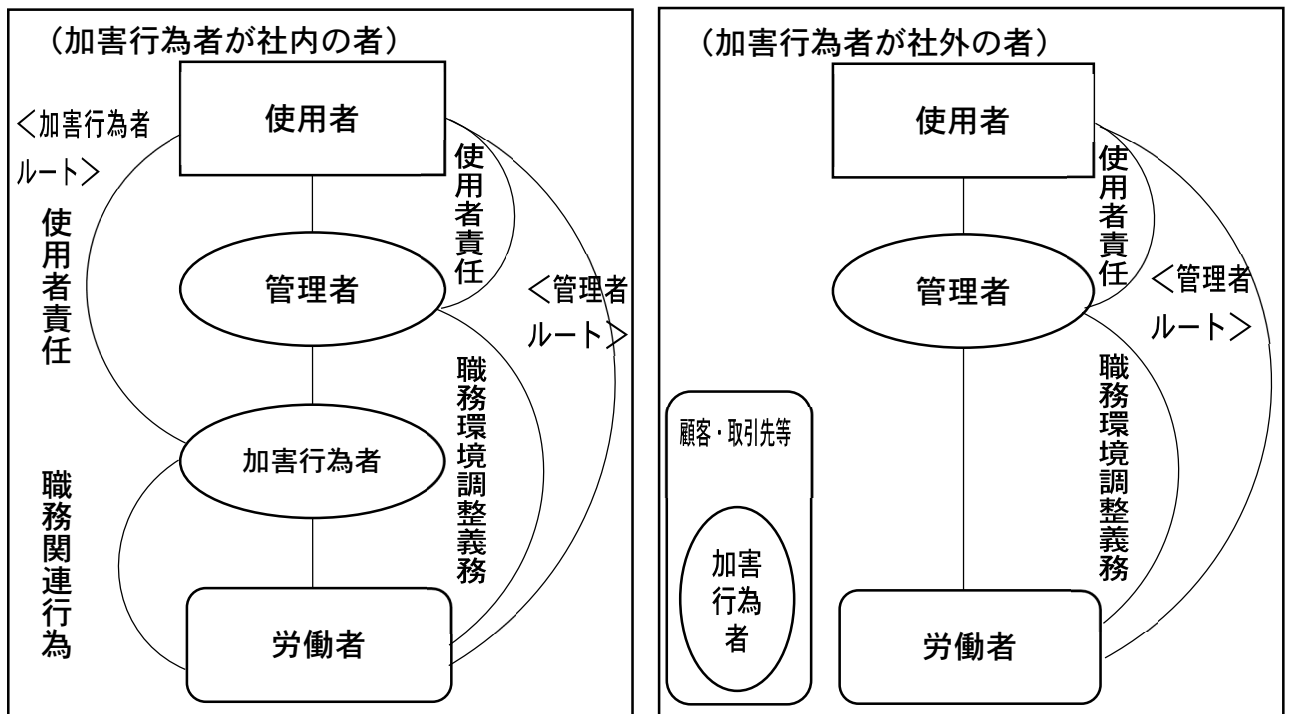 （加害行為者が社内の者）
使用者
＜加害行為者
ルート＞
使用者責任
使用者責任
管理者
＜管理者
ルート＞
加害行為者
職務環境調整義務
職務関連行為
労働者
（加害行為者が社外の者）
使用者
使用者責任
管理者
＜管理者
ルート＞
職務環境調整義務
顧客・取引先等
加害
行為
者
労働者